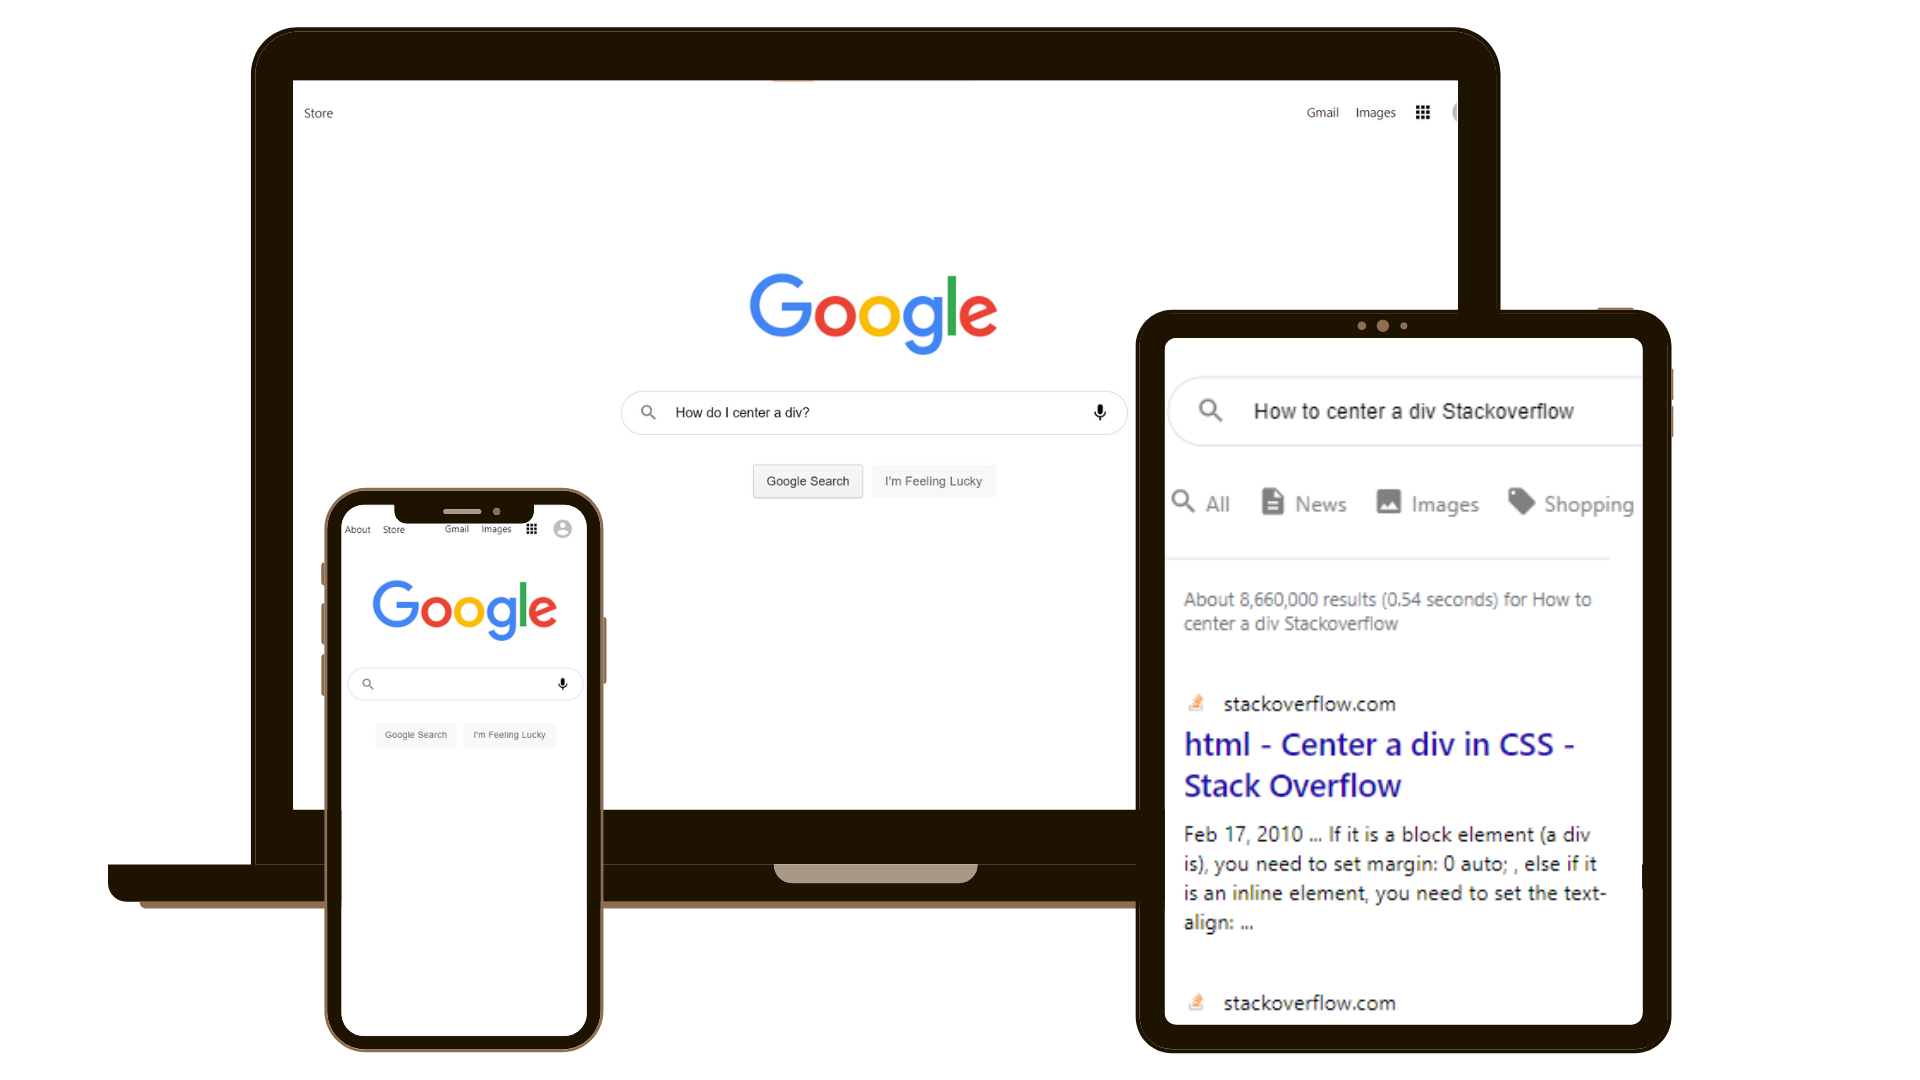 Store
Gmail Images
Google
How do I center a div?
Google Search I'm Feeling Lucky
About Store Gmail Images
Google
Google Search I'm Feeling Lucky
How to center a div Stackoverflow
All News Images Shopping
About 8,660,000 results (0.54 seconds) for How to
center a div Stackoverflow
stackoverflow.com
html - Center a div in CSS -
Stack Overflow
Feb 17, 2010 ... If it is a block element (a div
is), you need to set margin: 0 auto; , else if it
is an inline element, you need to set the text-
align: ...
stackoverflow.com